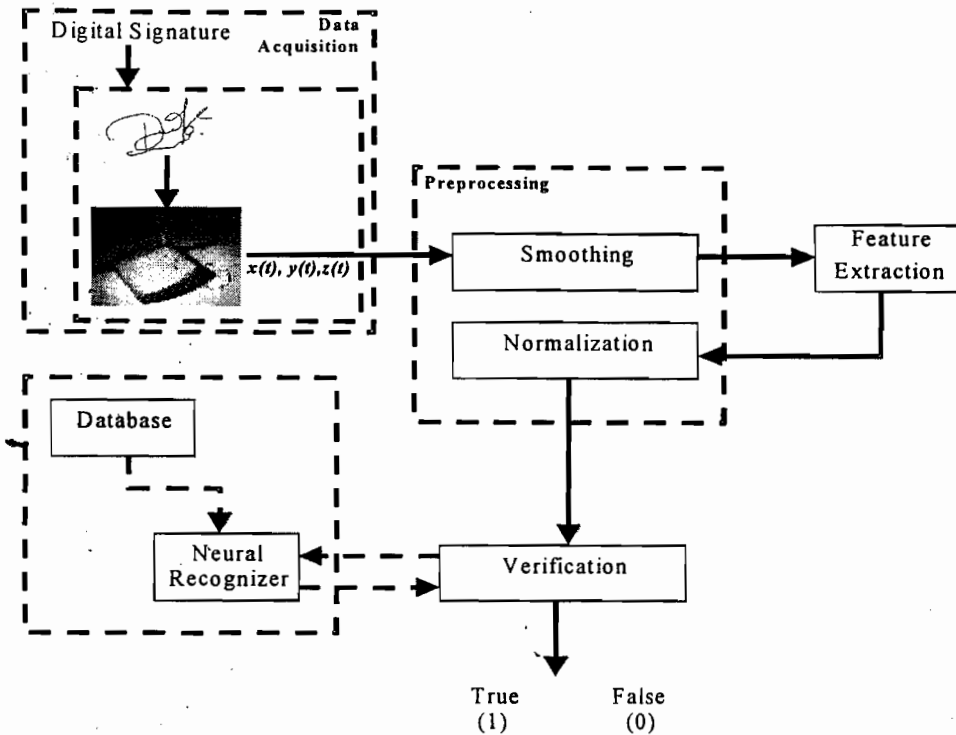 Digital Signature
Data
Acquisition
x(t), y(t),z(t)
Preprocessing
Smoothing
Feature
Extraction
Normalization
Database
Neural
Recognizer
Verification
True
(1)
False
(0)